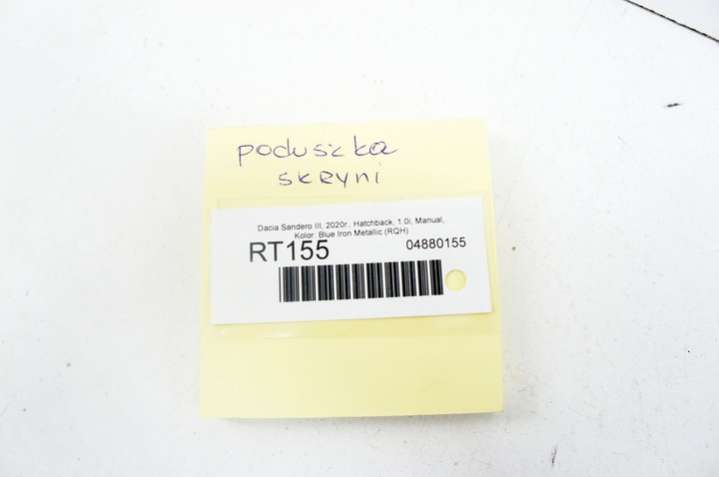 poduszka
skrzyni
Dacia Sandero III, 2020r., Hatchback, 1.0i, Manual,
Kolor: Blue Iron Metallic (RQH)
RT155
04880155